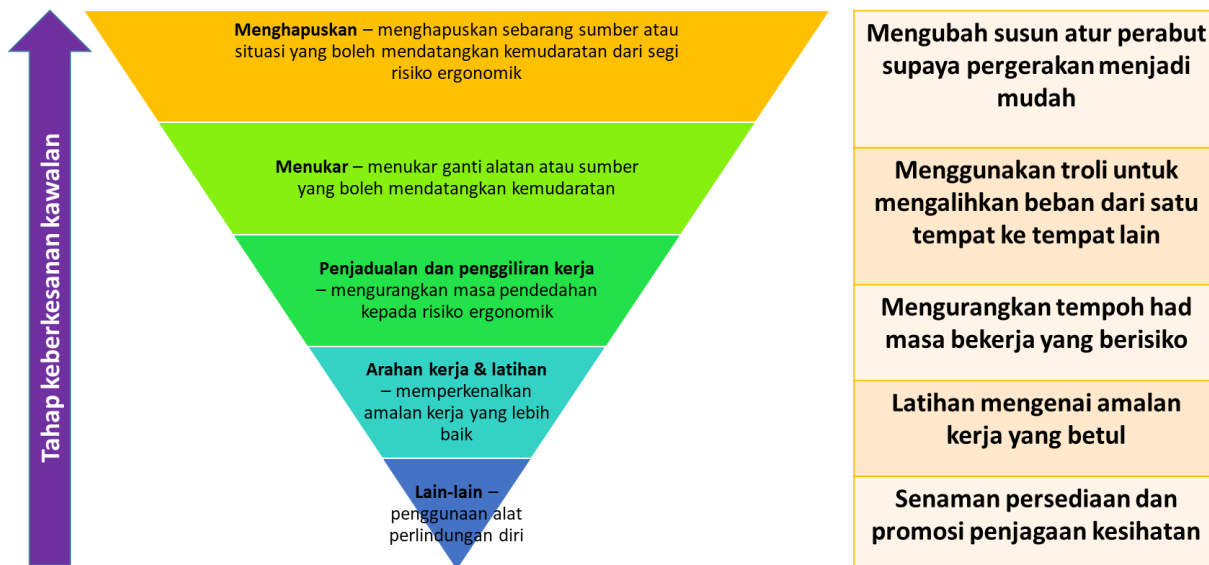 Tahap keberkesanan kawalan
Menghapuskan – menghapuskan sebarang sumber atau
situasi yang boleh mendatangkan kemudaratan dari segi
risiko ergonomik
Menukar – menukar ganti alatan atau sumber
yang boleh mendatangkan kemudaratan
Penjadualan dan penggiliran kerja
– mengurangkan masa pendedahan
kepada risiko ergonomik
Arahan kerja & latihan
– memperkenalkan
amalan kerja yang lebih
baik
Lain-lain –
penggunaan alat
perlindungan diri
Mengubah susun atur perabut
supaya pergerakan menjadi
mudah
Menggunakan troli untuk
mengalihkan beban dari satu
tempat ke tempat lain
Mengurangkan tempoh had
masa bekerja yang berisiko
Latihan mengenai amalan
kerja yang betul
Senaman persediaan dan
promosi penjagaan kesihatan